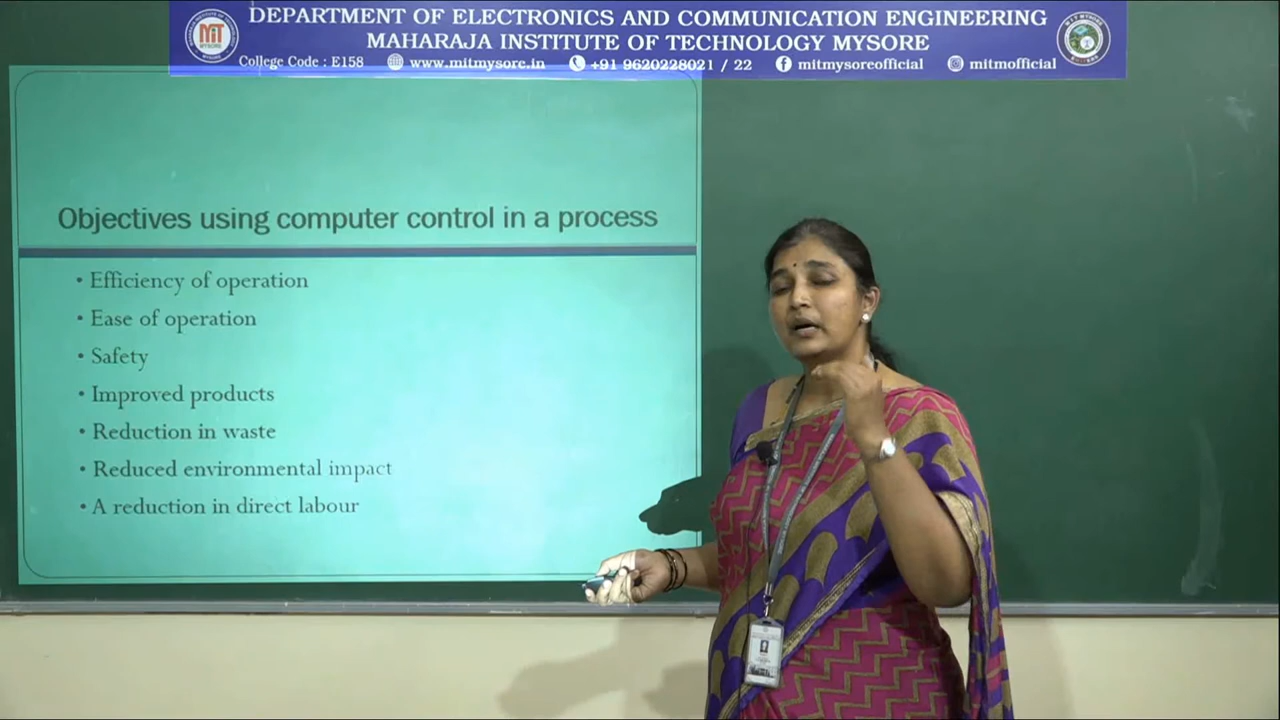 DEPARTMENT OF ELECTRONICS AND COMMUNICATION ENGINEERING
MAHARAJA INSTITUTE OF TECHNOLOGY MYSORE
College Code : E158 www.mitmysore.in +91 9620228021 / 22 mitmysoreofficial mitmofficial
MIT
MYSORE
Objectives using computer control in a process
• Efficiency of operation
• Ease of operation
• Safety
• Improved products
• Reduction in waste
• Reduced environmental impact
• A reduction in direct labour